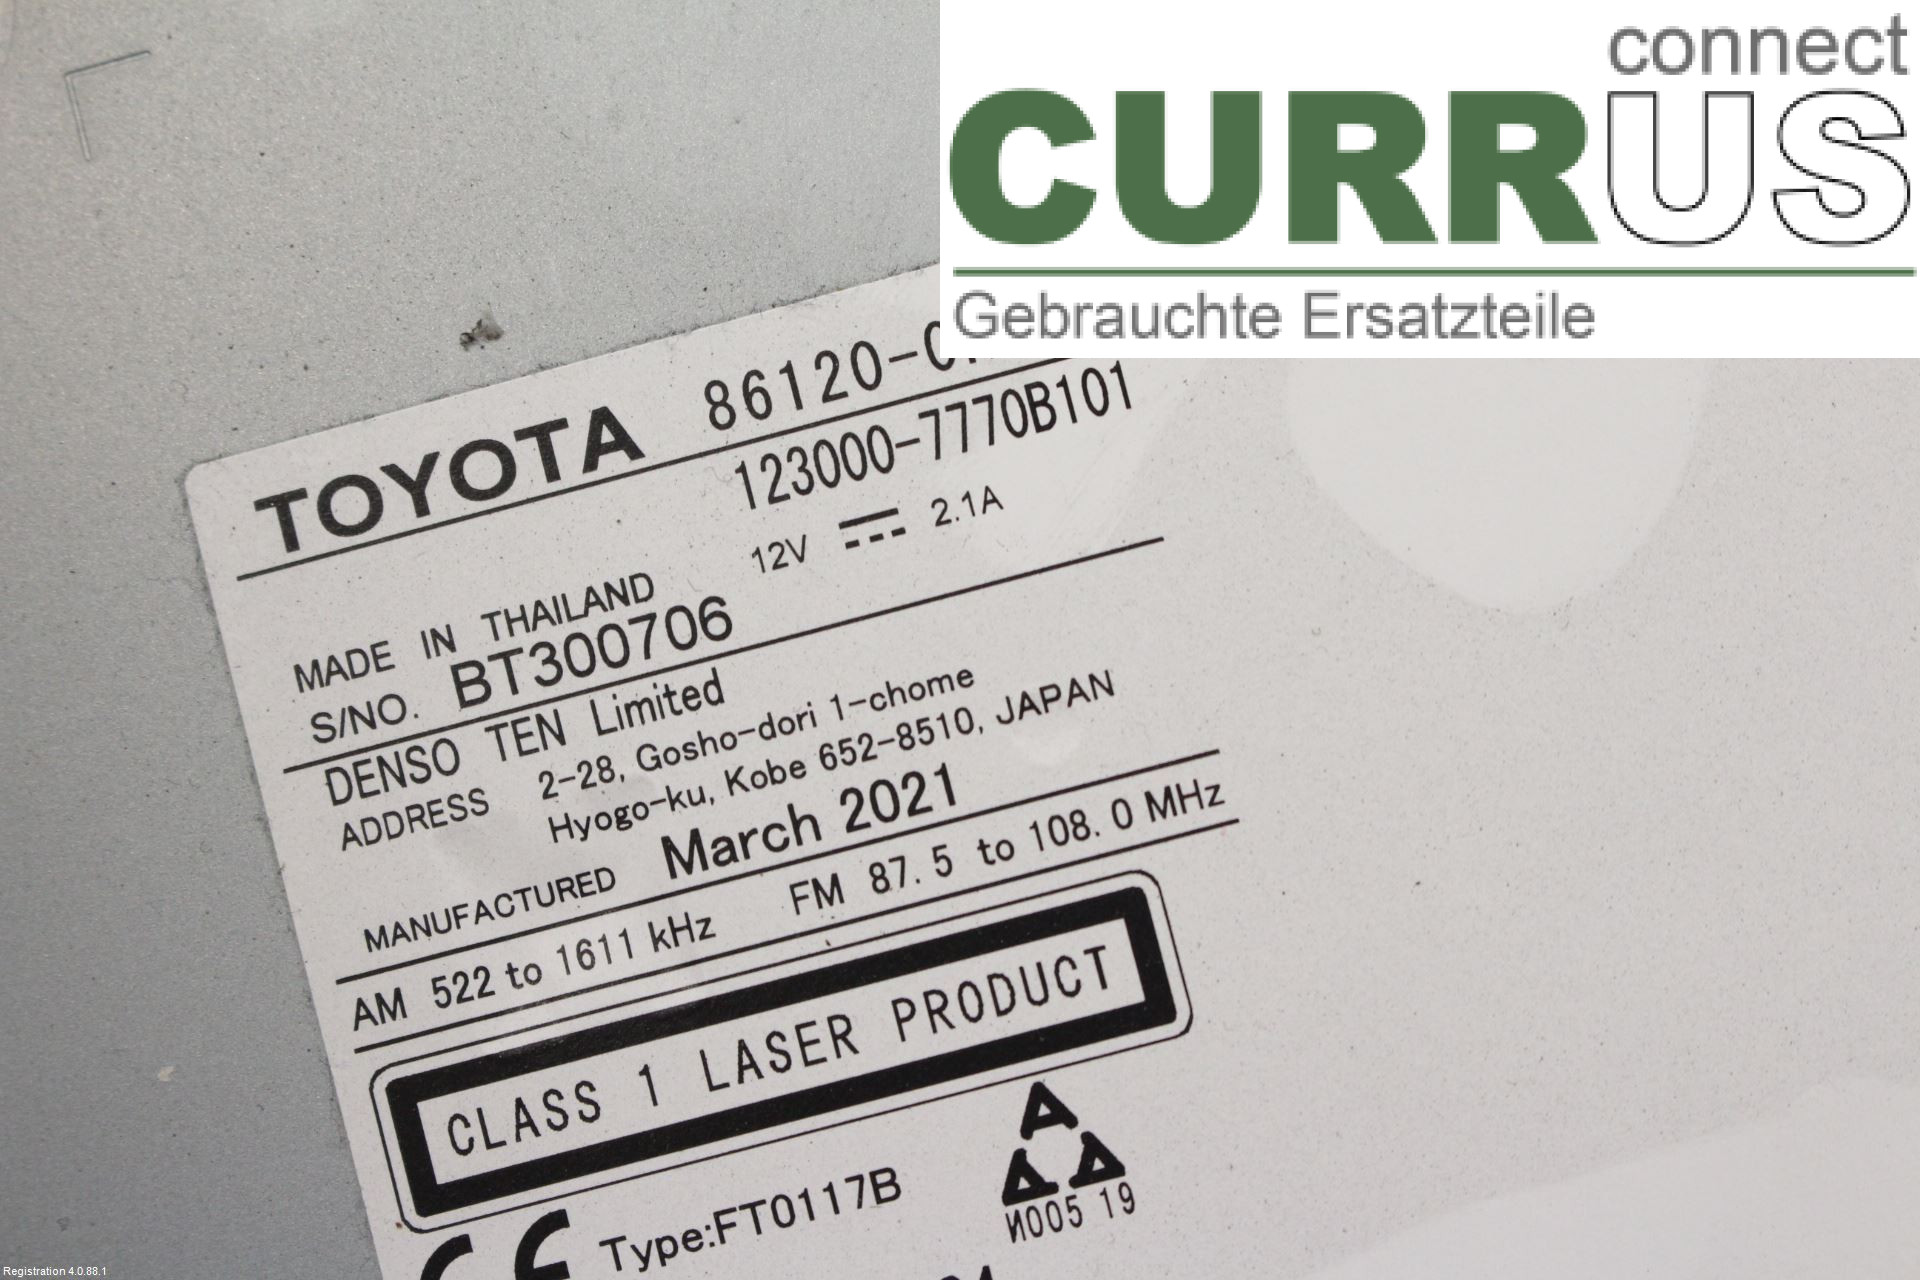 connect
CURRUS
Gebrauchte Ersatzteile
TOYOTA
123000-7770B101
12V 2.1A
MADE IN THAILAND
S/NO. BT300706
DENSO TEN Limited
ADDRESS 2-28, Gosho-dori 1-chome
Hyogo-ku, Kobe 652-8510, JAPAN
MANUFACTURED March 2021
AM 522 to 1611 kHz FM 87.5 to 108.0 MHz
CLASS 1 LASER PRODUCT
CE Type:FT0117B
И005 19
Registration 4.0.88.1